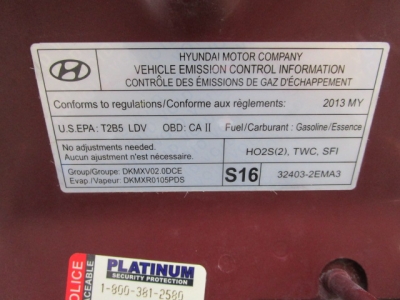 HYUNDAI MOTOR COMPANY
VEHICLE EMISSION CONTROL INFORMATION
CONTRÔLE DES ÉMISSIONS DE GAZ D'ÉCHAPPEMENT
Conforms to regulations/Conforme aux règlements: 2013 MY
U.S.EPA : T2B5 LDV OBD: CA II Fuel/Carburant : Gasoline/Essence
No adjustments needed. HO2S(2), TWC, SFI
Aucun ajustement nécessaire.
Group/Groupe: DKMXV02.0DCE S16 32403-2EMA3
Evap./Vapeur: DKMXR0105PDS
PLATINUM
SECURITY PROTECTION
1-800-381-2580
OLICE
ACEABLE